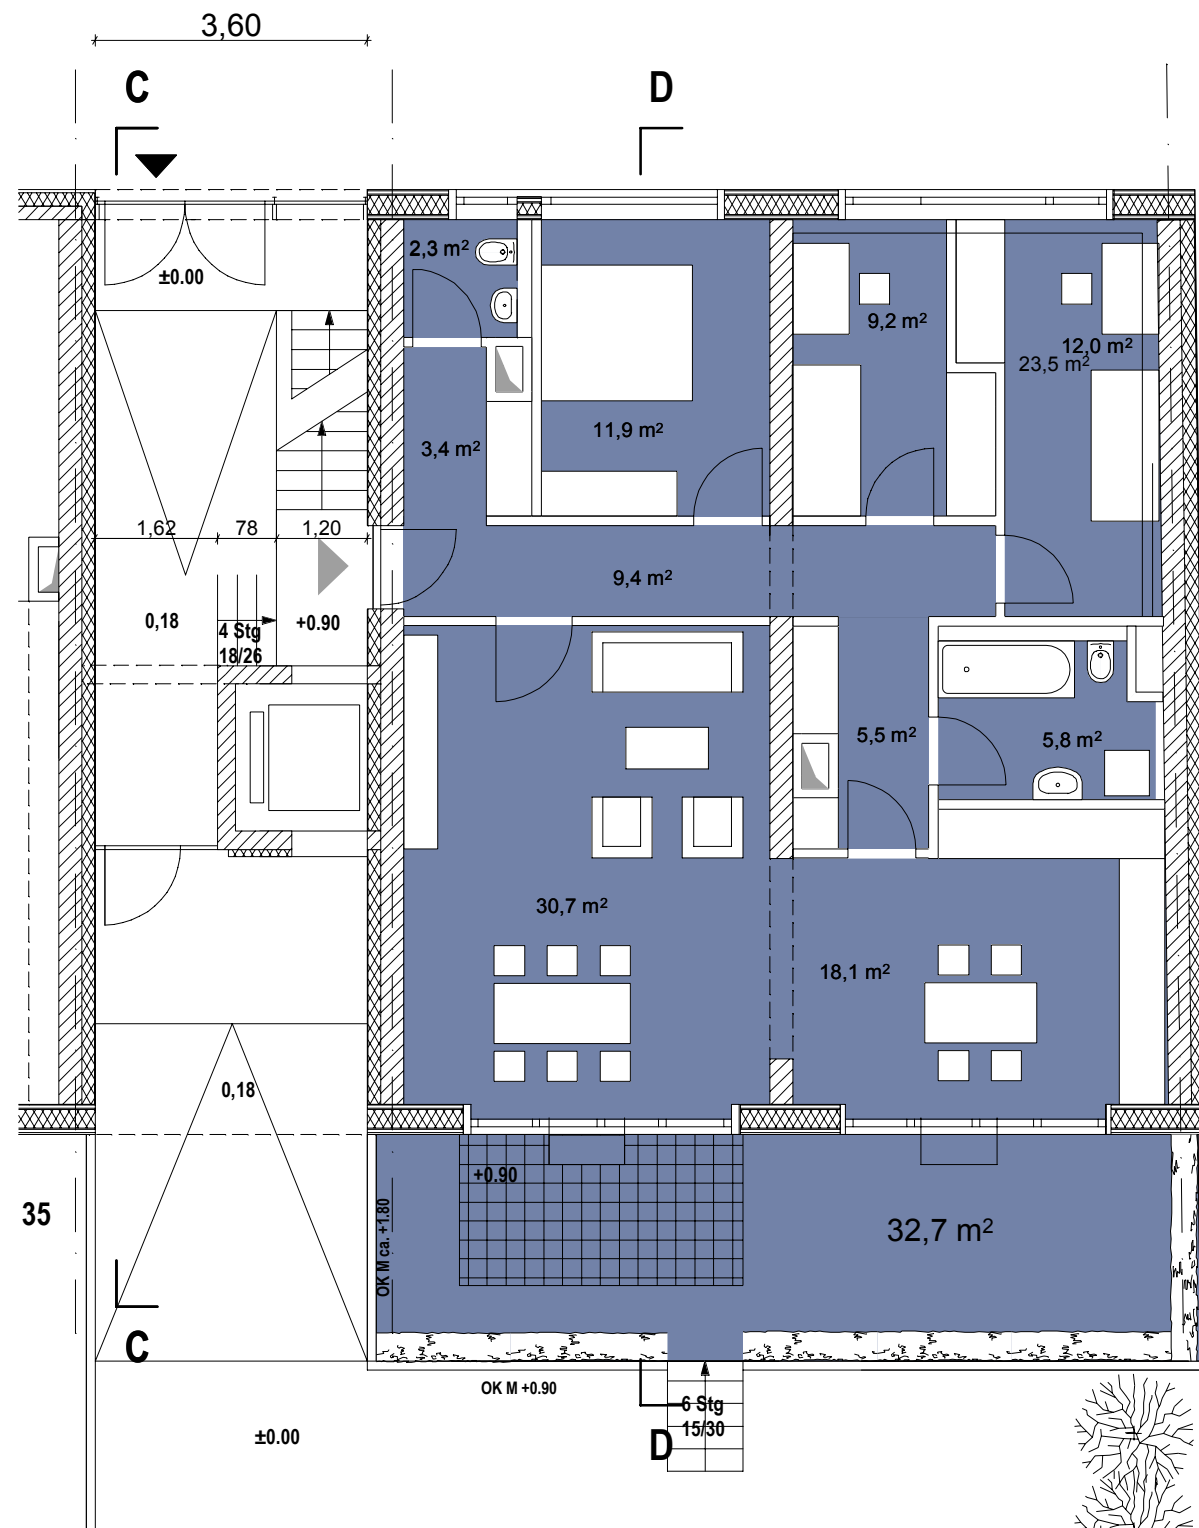 3,60
C
D
±0.00
2,3 m²
9,2 m²
12,0 m²
23,5 m²
11,9 m²
3,4 m²
1,62
78
1,20
9,4 m²
0,18
4 Stg
18/26
+0.90
5,5 m²
5,8 m²
30,7 m²
18,1 m²
0,18
+0.90
35
OK M ca. +1.80
32,7 m²
C
OK M +0.90
6 Stg
15/30
D
±0.00